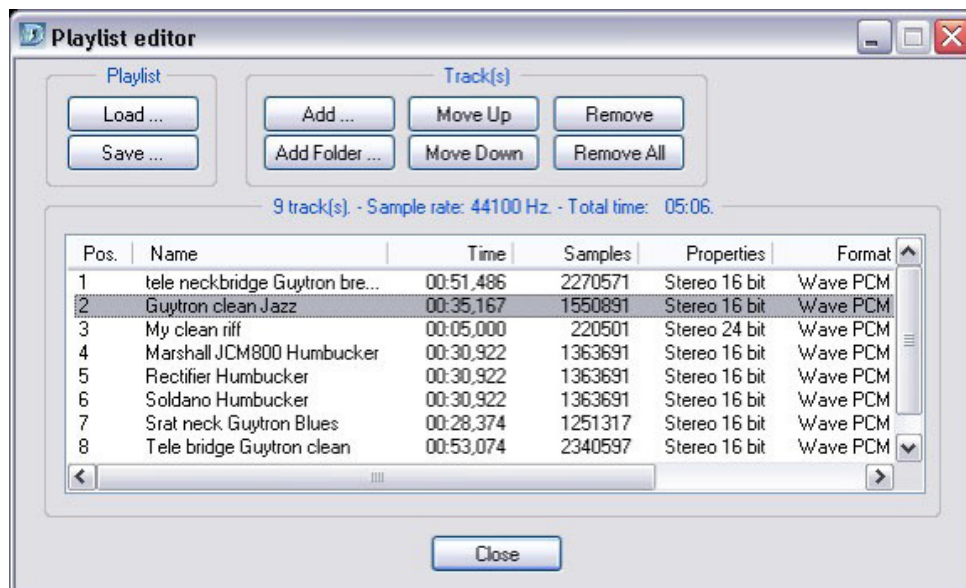 Playlist editor
Playlist
Track(s)
Load ...
Add ...
Move Up
Remove
Save ...
Add Folder ...
Move Down
Remove All
9 track(s). - Sample rate: 44100 Hz. - Total time: 05:06.
Pos. Name Time Samples Properties Format
1 tele neckbridge Guytron bre... 00:51,486 2270571 Stereo 16 bit Wave PCM
2 Guytron clean Jazz 00:35,167 1550891 Stereo 16 bit Wave PCM
3 My clean riff 00:05,000 220501 Stereo 24 bit Wave PCM
4 Marshall JCM800 Humbucker 00:30,922 1363691 Stereo 16 bit Wave PCM
5 Rectifier Humbucker 00:30,922 1363691 Stereo 16 bit Wave PCM
6 Soldano Humbucker 00:30,922 1363691 Stereo 16 bit Wave PCM
7 Srat neck Guytron Blues 00:28,374 1251317 Stereo 16 bit Wave PCM
8 Tele bridge Guytron clean 00:53,074 2340597 Stereo 16 bit Wave PCM
Close